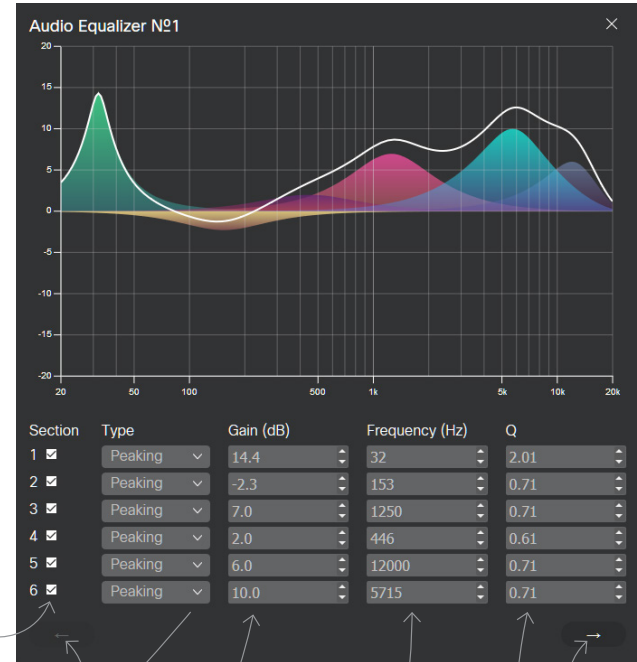 Audio Equalizer №1 ×
20
15
10
5
0
-5
-10
-15
-20
20 50 100 500 1k 5k 10k 20k
Section Type Gain (dB) Frequency (Hz) Q
1 Peaking 14.4 32 2.01
2 Peaking -2.3 153 0.71
3 Peaking 7.0 1250 0.71
4 Peaking 2.0 446 0.61
5 Peaking 6.0 12000 0.71
6 Peaking 10.0 5715 0.71
← →